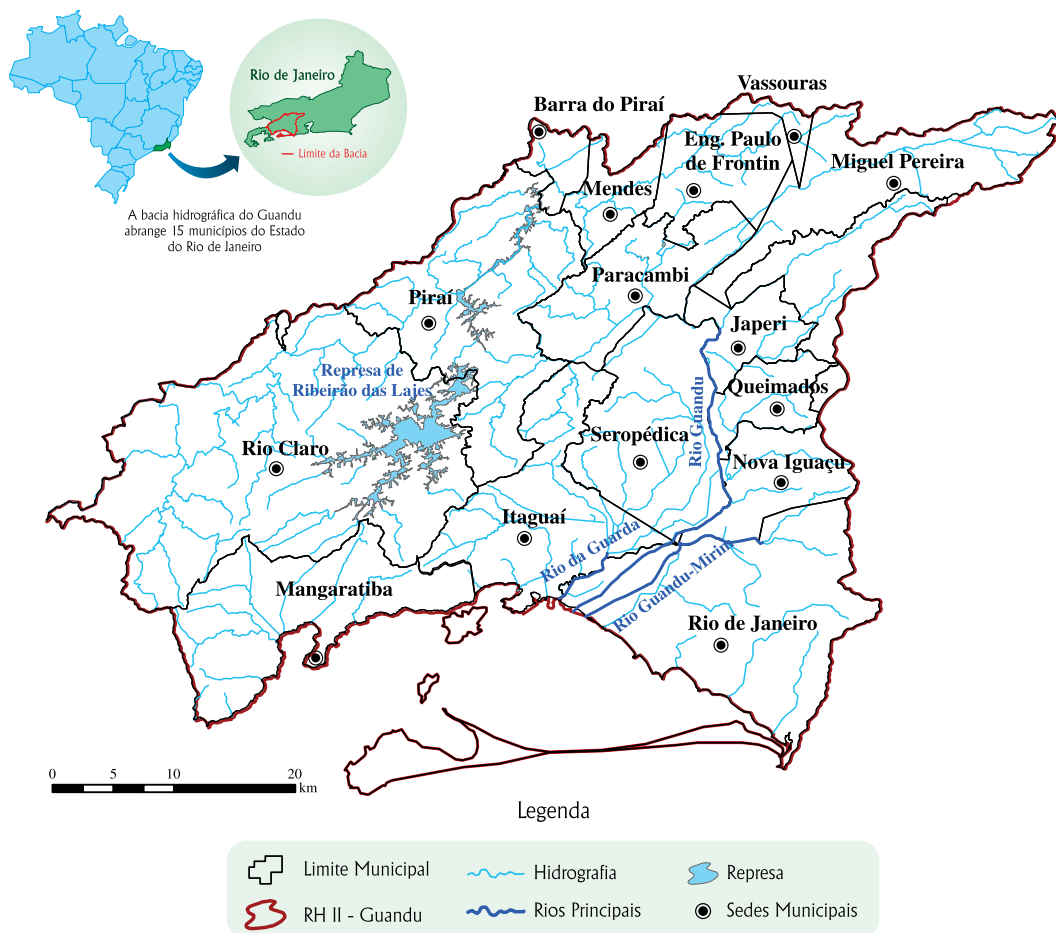 Rio de Janeiro
Limite da Bacia
A bacia hidrográfica do Guandu
abrange 15 municípios do Estado
do Rio de Janeiro
Vassouras
Barra do Piraí
Eng. Paulo
de Frontin
Miguel Pereira
Mendes
Paracambi
Piraí
Japeri
Represa de
Ribeirão das Lajes
Queimados
Rio Guandu
Seropédica
Rio Claro
Nova Iguaçu
Itaguaí
Rio da Guarda
Rio Guandu-Mirim
Mangaratiba
Rio de Janeiro
0 5 10 20
km
Legenda
Limite Municipal
Hidrografia
Represa
RH II - Guandu
Rios Principais
Sedes Municipais